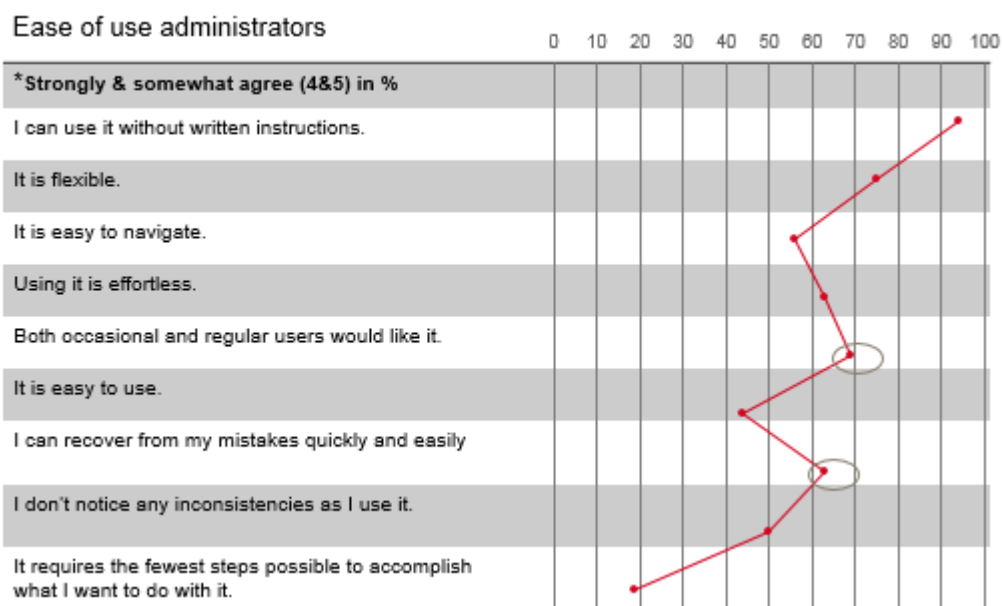 Ease of use administrators
0 10 20 30 40 50 60 70 80 90 100
*Strongly & somewhat agree (4&5) in %
I can use it without written instructions.
It is flexible.
It is easy to navigate.
Using it is effortless.
Both occasional and regular users would like it.
It is easy to use.
I can recover from my mistakes quickly and easily
I don't notice any inconsistencies as I use it.
It requires the fewest steps possible to accomplish
what I want to do with it.